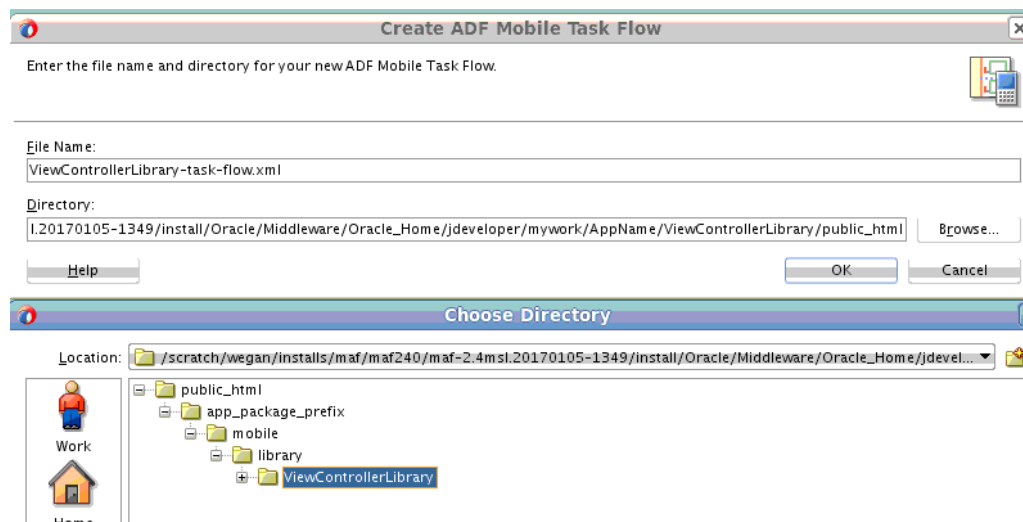 Create ADF Mobile Task Flow
Enter the file name and directory for your new ADF Mobile Task Flow.
File Name:
ViewControllerLibrary-task-flow.xml
Directory:
l.20170105-1349/install/Oracle/Middleware/Oracle_Home/jdeveloper/mywork/AppName/ViewControllerLibrary/public_html
Browse...
Help
OK
Cancel
Choose Directory
Location:
/scratch/wegan/installs/maf/maf240/maf-2.4msl.20170105-1349/install/Oracle/Middleware/Oracle_Home/jdevel...
public_html
app_package_prefix
mobile
library
ViewControllerLibrary
Work